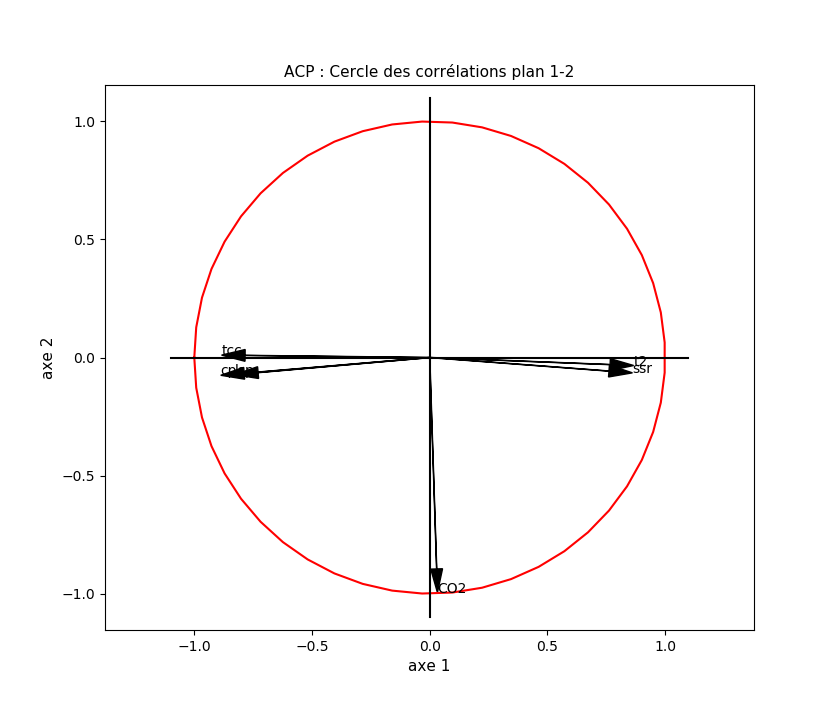 ACP : Cercle des corrélations plan 1-2
axe 2
1.0
0.5
0.0
−0.5
−1.0
tcc
t2
ssr
CO2
−1.0
−0.5
0.0
0.5
1.0
axe 1